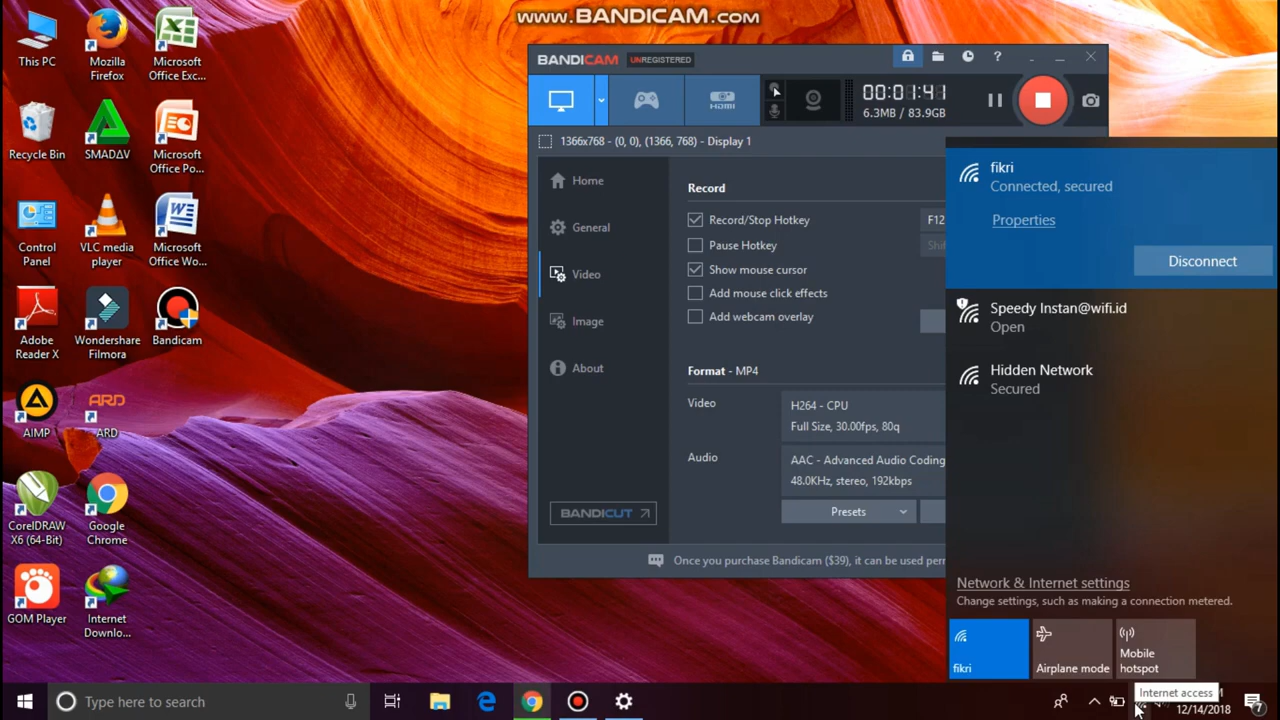 www.BANDICAM.com
This PC
Mozilla
Firefox
Microsoft
Office Exc...
Recycle Bin
SMADΔV
Microsoft
Office Po...
Control
Panel
VLC media
player
Microsoft
Office Wo...
Adobe
Reader X
Wondershare
Filmora
Bandicam
AIMP
ARD
ARD
CorelDRAW
X6 (64-Bit)
Google
Chrome
GOM Player
Internet
Downlo...
BANDICAM UNREGISTERED
HDMI
00:01:41
6.3MB / 83.9GB
1366x768 - (0, 0), (1366, 768) - Display 1
Home
General
Video
Image
About
BANDICUT
Record
Record/Stop Hotkey
F12
Pause Hotkey
Shi
Show mouse cursor
Add mouse click effects
Add webcam overlay
Format - MP4
Video
H264 - CPU
Full Size, 30.00fps, 80q
Audio
AAC - Advanced Audio Coding
48.0KHz, stereo, 192kbps
Presets
Once you purchase Bandicam ($39), it can be used per
fikri
Connected, secured
Properties
Disconnect
Speedy Instan@wifi.id
Open
Hidden Network
Secured
Network & Internet settings
Change settings, such as making a connection metered.
fikri
Airplane mode
Mobile
hotspot
Internet access
Type here to search
M
12/14/2018
7